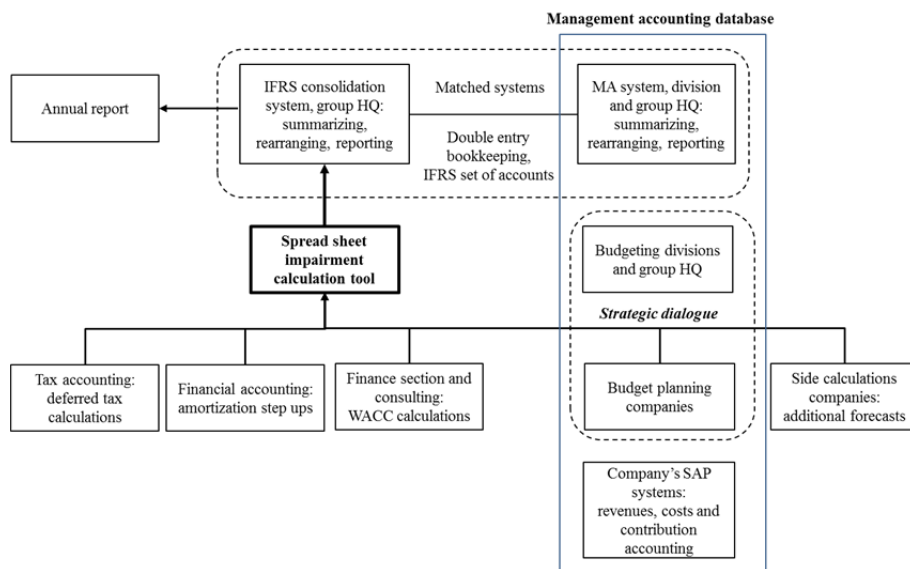 Management accounting database
Annual report
IFRS consolidation
system, group HQ:
summarizing,
rearranging, reporting
Matched systems
Double entry
bookkeeping,
IFRS set of accounts
MA system, division
and group HQ:
summarizing,
rearranging, reporting
Spread sheet
impairment
calculation tool
Budgeting divisions
and group HQ
Strategic dialogue
Tax accounting:
deferred tax
calculations
Financial accounting:
amortization step ups
Finance section and
consulting:
WACC calculations
Budget planning
companies
Side calculations
companies:
additional forecasts
Company's SAP
systems:
revenues, costs and
contribution
accounting